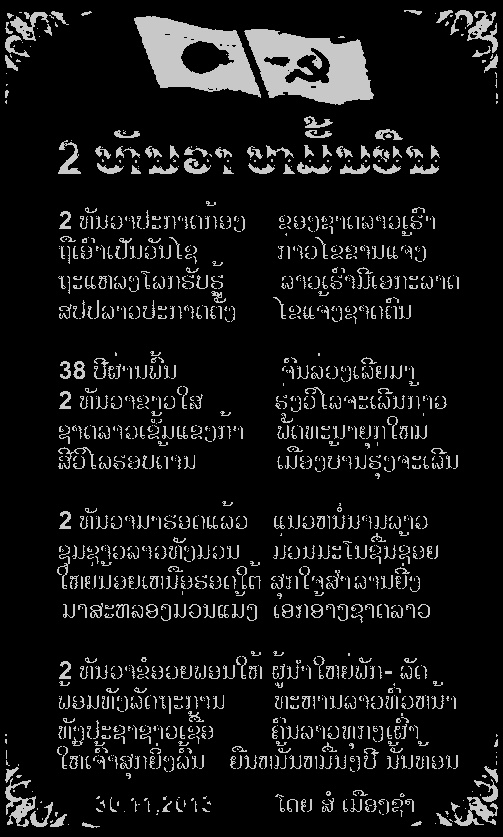 2 ທັນວາ ພາມັ້ນຍືນ
2 ທັນວາປະກາດກ້ອງ ຂອງຊາດລາວເຮົາ
ຖືເອົາເປັນວັນໄຊ ກ່າວໄຂຂານແຈ້ງ
ຖະແຫລງໂລກຮັບຮູ້ ລາວເຮົາມີເອກະລາດ
ສປປລາວປະກາດຕັ້ງ ໄຂແຈ້ງຊາດຕົນ
38 ປີຜ່ານພົ້ນ ຈົນລ່ວງເລີຍມາ
2 ທັນວາຂາວໃສ ຮຸ່ງວິໄລຈະເລີນກ້າວ
ຊາດລາວເຂັ້ມແຂງກ້າ ພັດທະນາຍຸກໃຫມ່
ສີວິໄລຮອບດ້ານ ເມືອງບ້ານຮຸ່ງຈະເລີນ
2 ທັນວາມາຮອດແລ້ວ ແນວຫນໍ່ນາມລາວ
ຊຸມຊາວລາວທັງມວນ ມ່ວນມະໂນຊື່ນຊ້ອຍ
ໃຫຍ່ນ້ອຍເຫນືອຮອດໃຕ້ ສຸກໃຈສຳລານຍິ່ງ
ມາສະຫລອງມ່ວນແມ້ງ ເອກອ້າງຊາດລາວ
2 ທັນວາຂໍອວຍພອນໃຫ້ ຜູ້ນຳໃຫຍ່ພັກ- ລັດ
ພ້ອມທັງລັດຖະການ ທະຫານລາວທົ່ວຫນ້າ
ທັງປະຊາຊາວເຊື້ອ ຄົນລາວທຸກໆເຜົ່າ
ໃຫ້ເຈົ້າສຸກຍິ່ງລົ້ນ ຍືນຫມັ້ນຫມື່ນໆປີ ນັ້ນທ້ອນ
30.11,2013 ໂດຍ ສໍ ເມືອງຊຳ